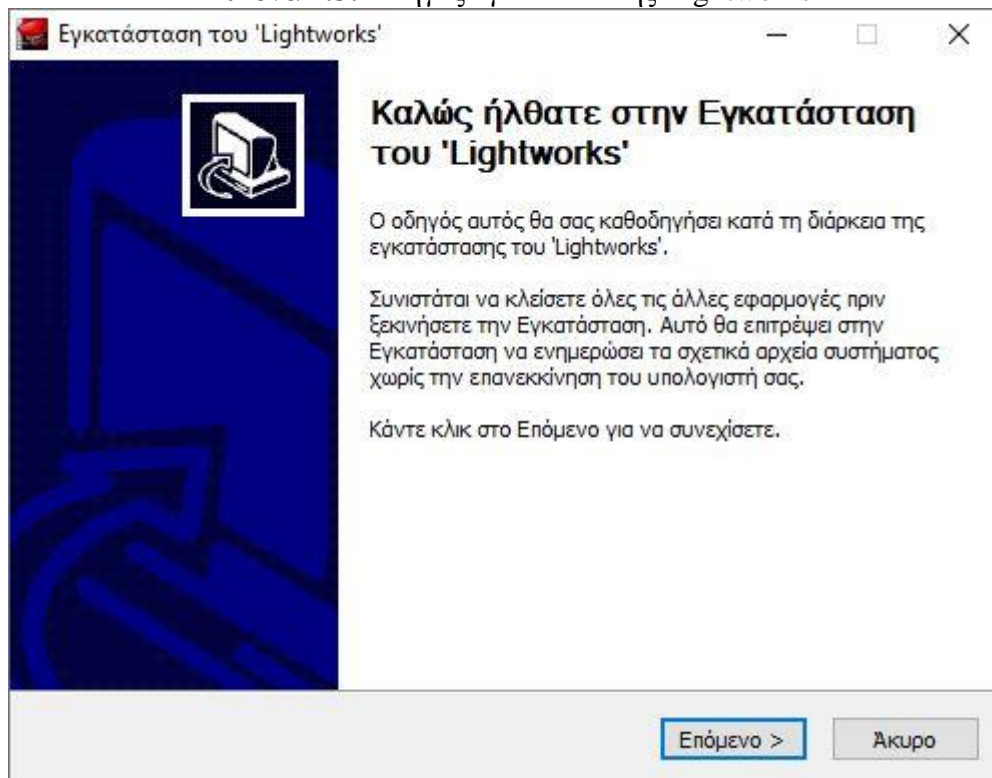 Εγκατάσταση του 'Lightworks'
Καλώς ήλθατε στην Εγκατάσταση
του 'Lightworks'
Ο οδηγός αυτός θα σας καθοδηγήσει κατά τη διάρκεια της
εγκατάστασης του 'Lightworks'.
Συνιστάται να κλείσετε όλες τις άλλες εφαρμογές πριν
ξεκινήσετε την Εγκατάσταση. Αυτό θα επιτρέψει στην
Εγκατάσταση να ενημερώσει τα σχετικά αρχεία συστήματος
χωρίς την επανεκκίνηση του υπολογιστή σας.
Κάντε κλικ στο Επόμενο για να συνεχίσετε.
Επόμενο >
Άκυρο